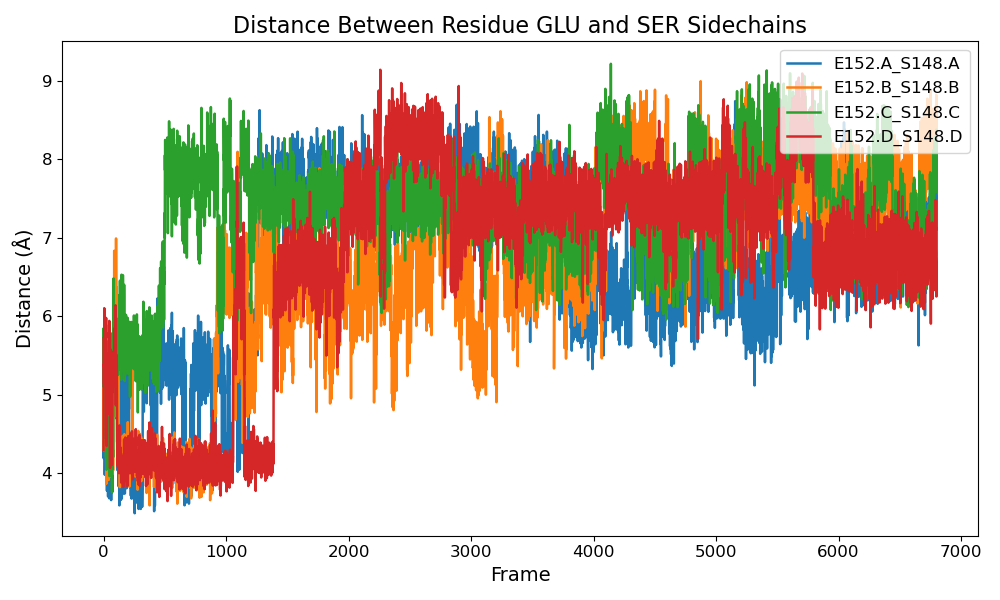 Distance Between Residue GLU and SER Sidechains
E152.A_S148.A
E152.B_S148.B
E152.C_S148.C
E152.D_S148.D
Distance (Å)
9
8
7
6
5
4
0 1000 2000 3000 4000 5000 6000 7000
Frame